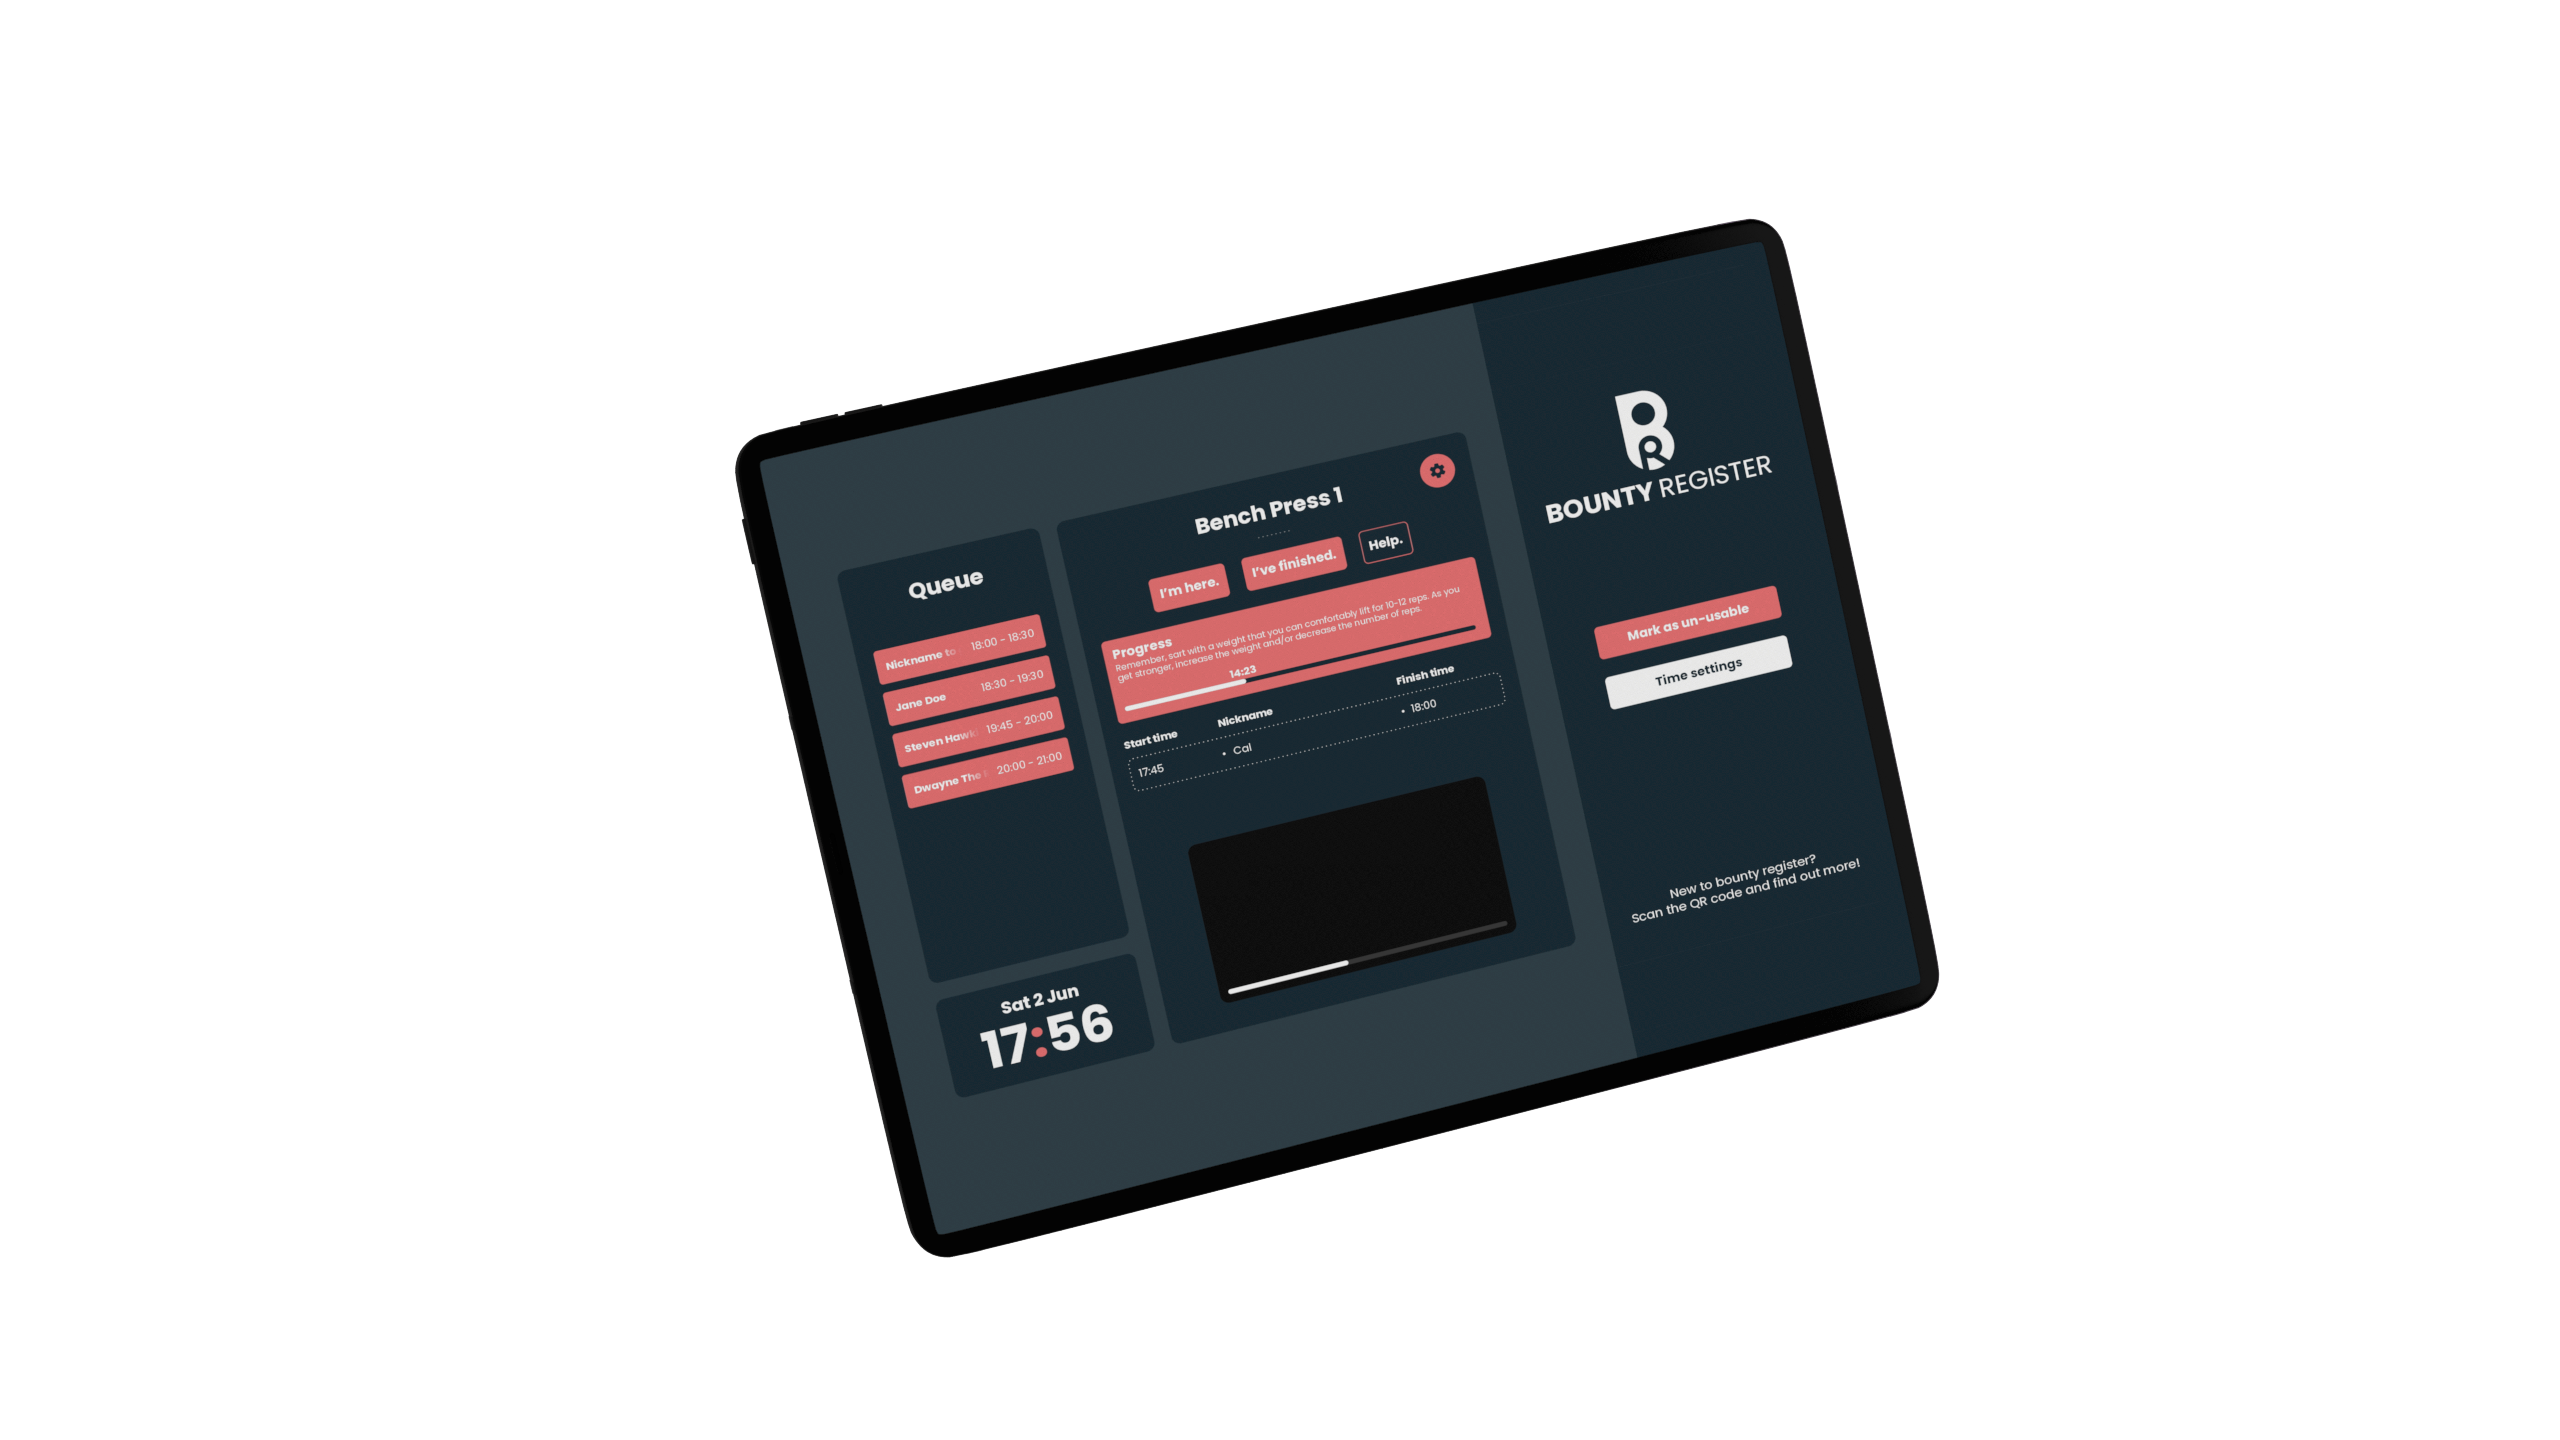 Queue
Nickname to 18:00 - 18:30
Jane Doe 18:30 - 19:30
Steven Hawki 19:45 - 20:00
Dwayne The 20:00 - 21:00
Sat 2 Jun
17:56
Bench Press 1
I'm here. I've finished. Help.
Progress
Remember, sart with a weight that you can comfortably lift for 10-12 reps. As you
get stronger, increase the weight and/or decrease the number of reps.
14:23
Start time Nickname Finish time
17:45 • Cal • 18:00
BR
BOUNTY REGISTER
Mark as un-usable
Time settings
New to bounty register?
Scan the QR code and find out more!